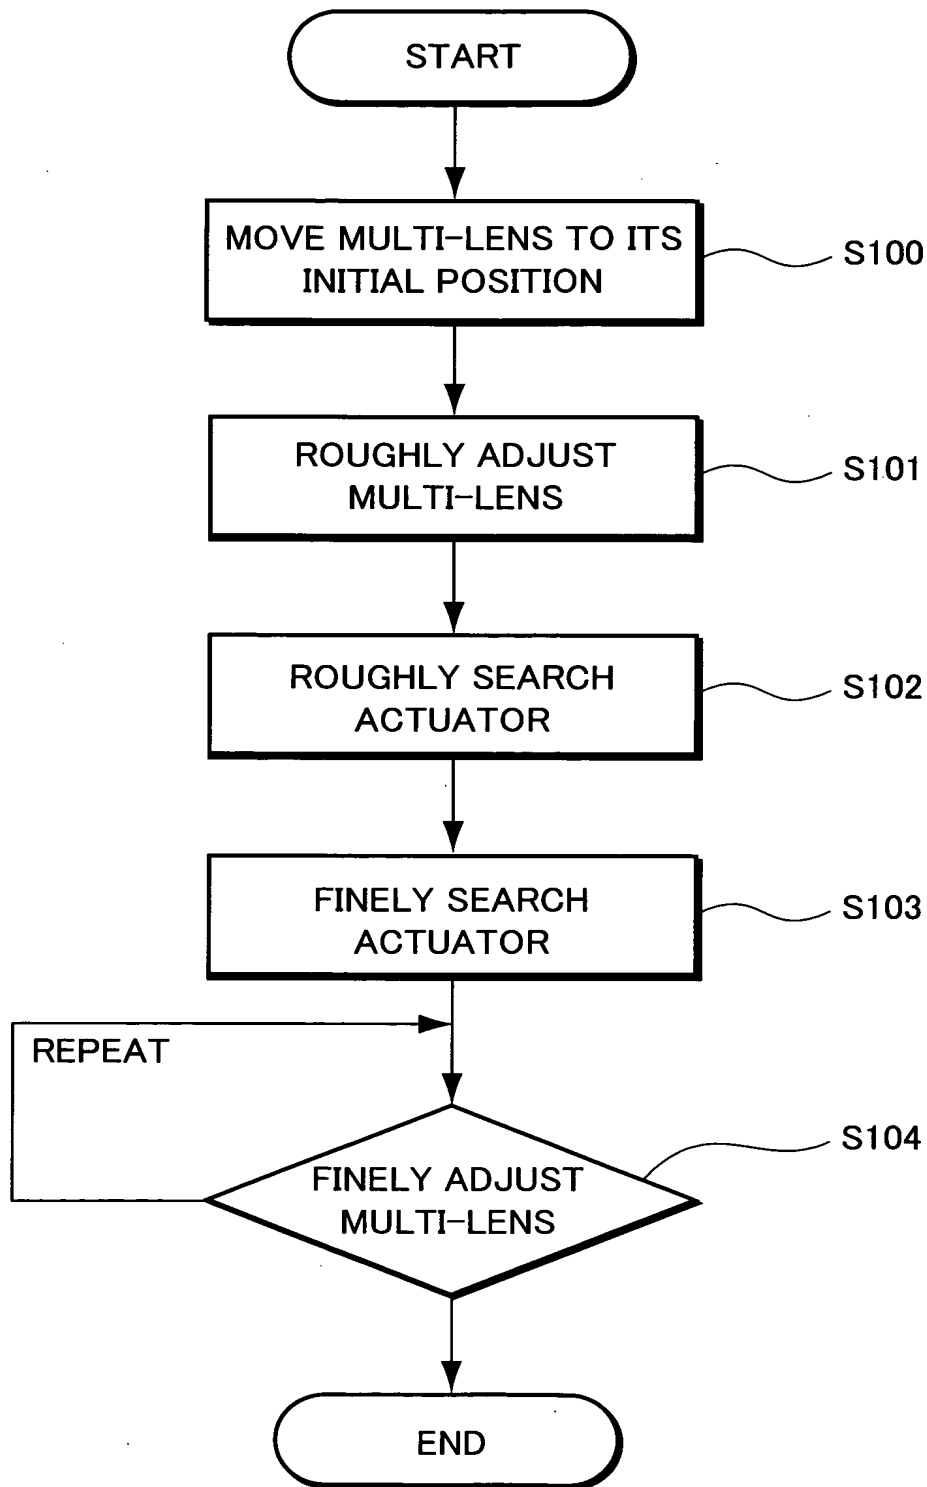 START
MOVE MULTI-LENS TO ITS
INITIAL POSITION
S100
ROUGHLY ADJUST
MULTI-LENS
S101
ROUGHLY SEARCH
ACTUATOR
S102
FINELY SEARCH
ACTUATOR
S103
REPEAT
FINELY ADJUST
MULTI-LENS
S104
END